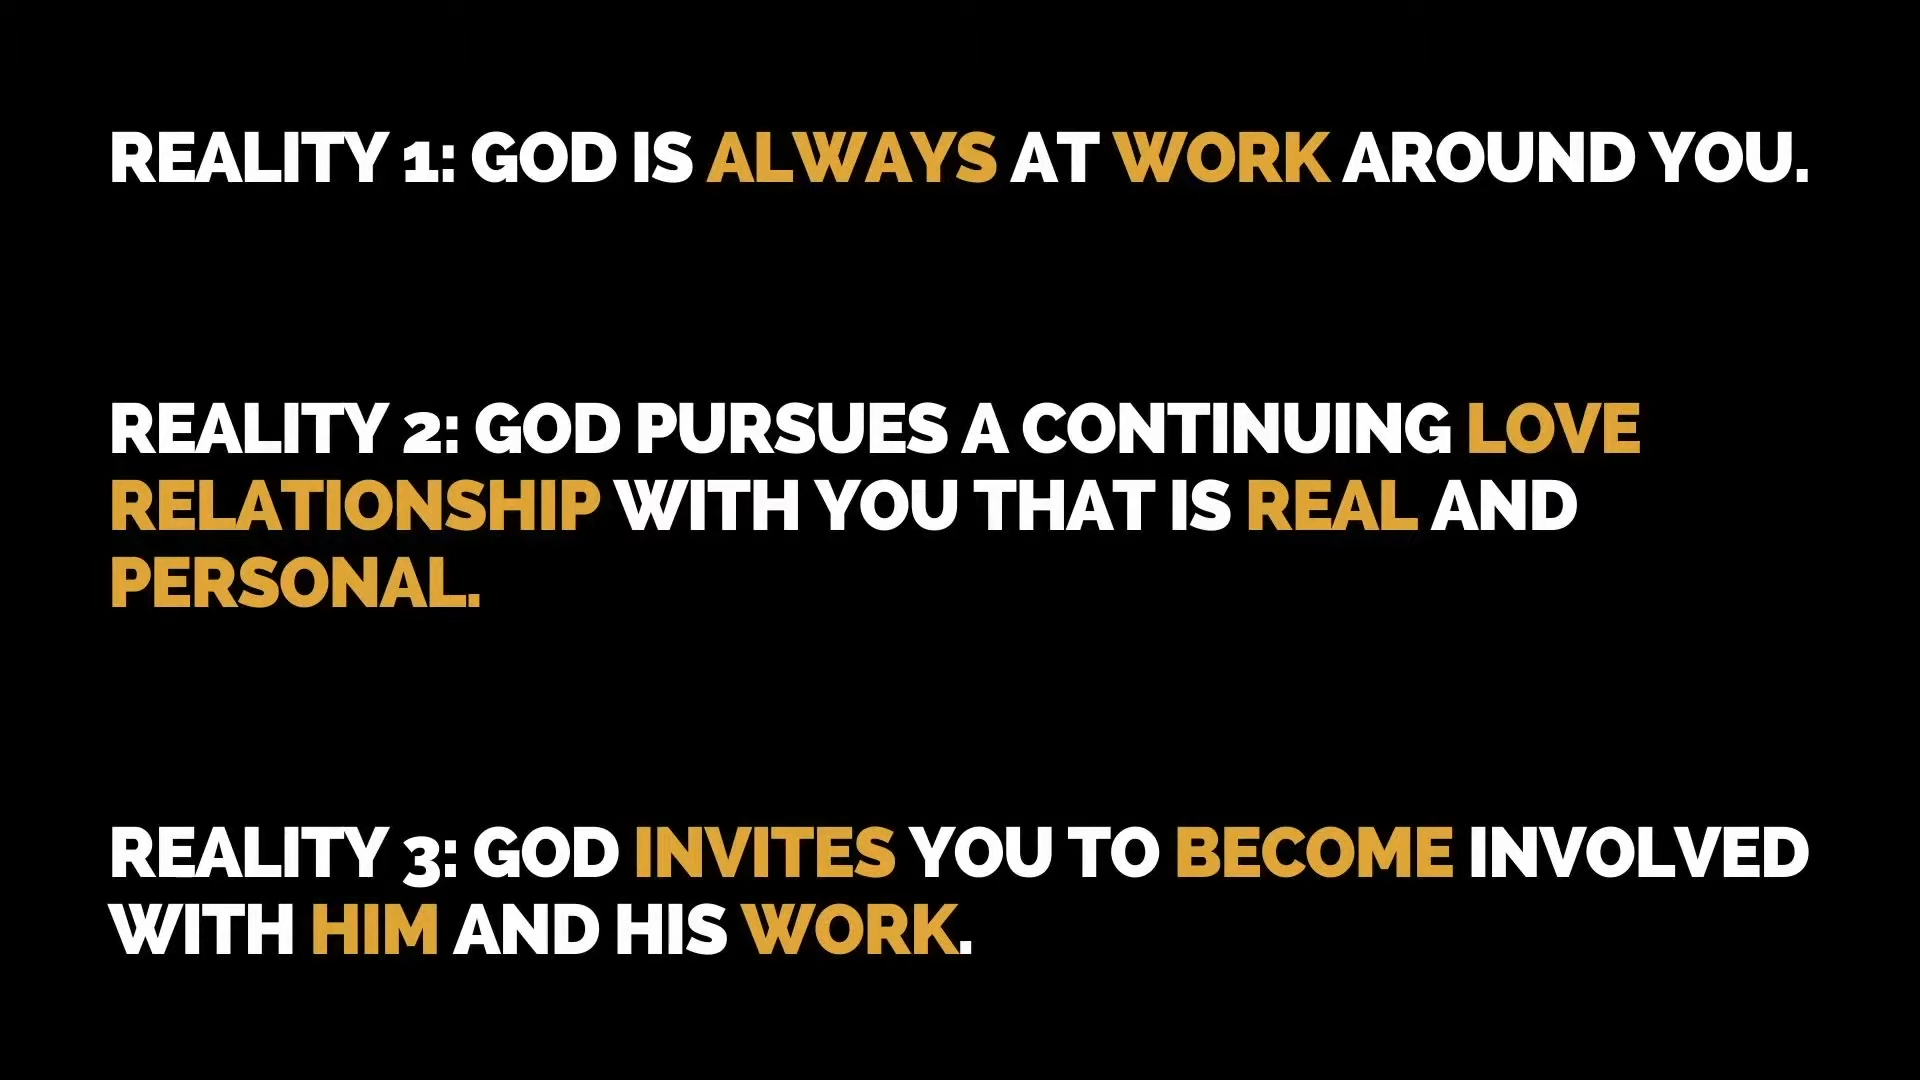 REALITY 1: GOD IS ALWAYS AT WORK AROUND YOU.
REALITY 2: GOD PURSUES A CONTINUING LOVE
RELATIONSHIP WITH YOU THAT IS REAL AND
PERSONAL.
REALITY 3: GOD INVITES YOU TO BECOME INVOLVED
WITH HIM AND HIS WORK.